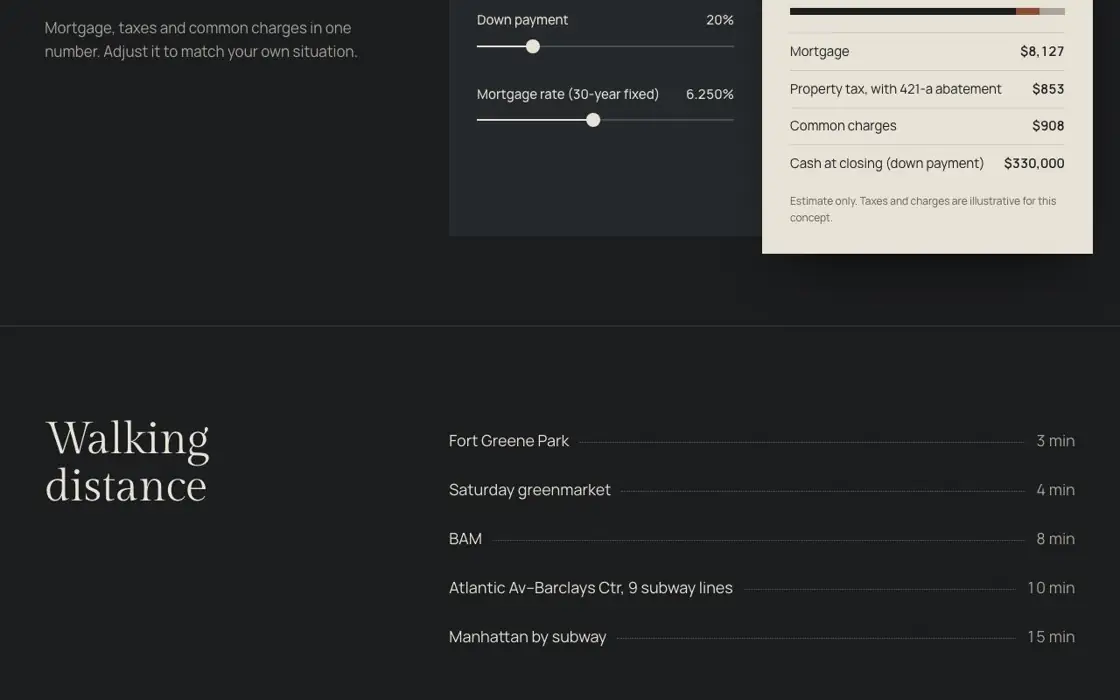 Mortgage, taxes and common charges in one
number. Adjust it to match your own situation.
Down payment 20%
Mortgage rate (30-year fixed) 6.250%
Mortgage $8,127
Property tax, with 421-a abatement $853
Common charges $908
Cash at closing (down payment) $330,000
Estimate only. Taxes and charges are illustrative for this
concept.
Walking
distance
Fort Greene Park 3 min
Saturday greenmarket 4 min
BAM 8 min
Atlantic Av–Barclays Ctr, 9 subway lines 10 min
Manhattan by subway 15 min